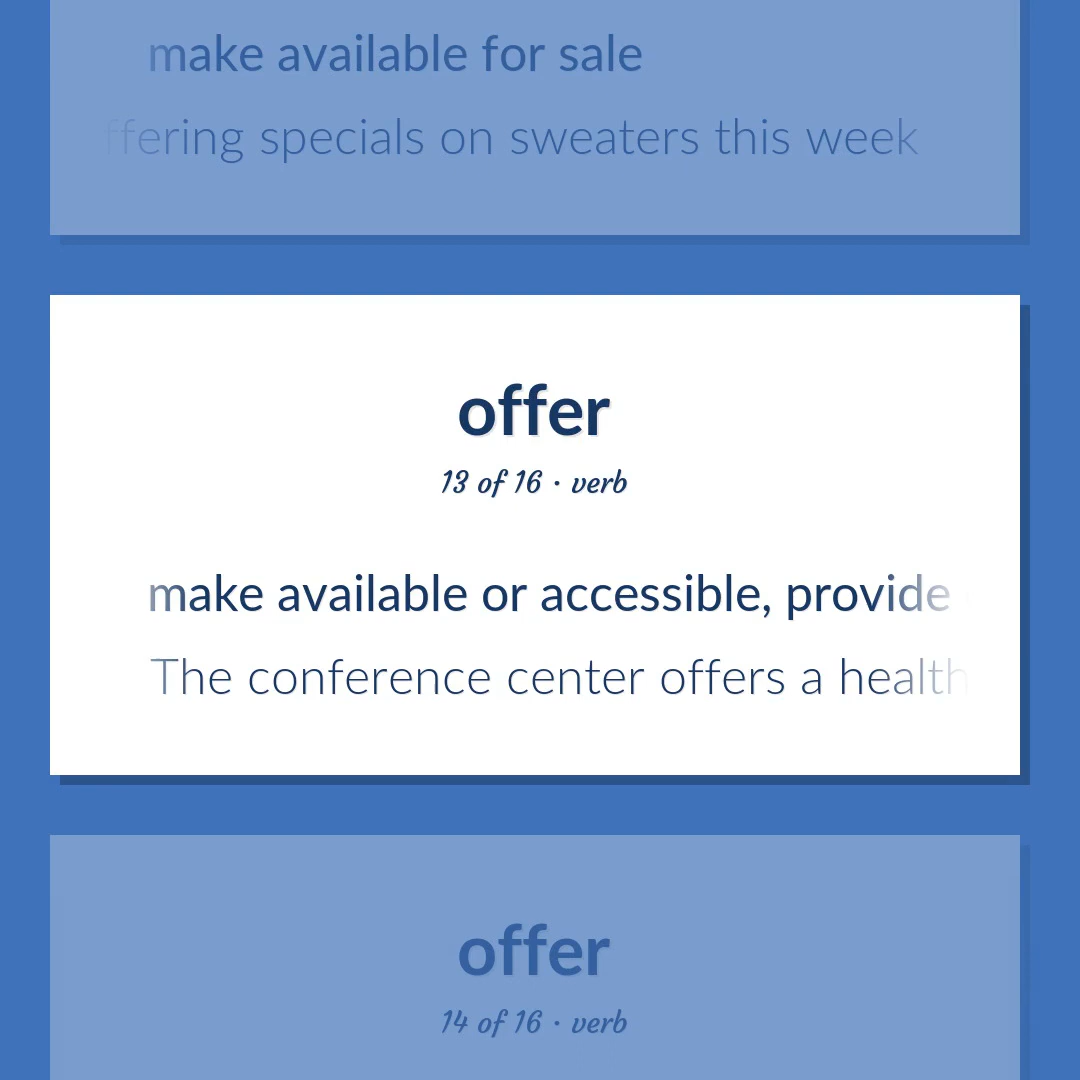 make available for sale
ffering specials on sweaters this week
offer
13 of 16 · verb
make available or accessible, provide
The conference center offers a health
offer
14 of 16 · verb